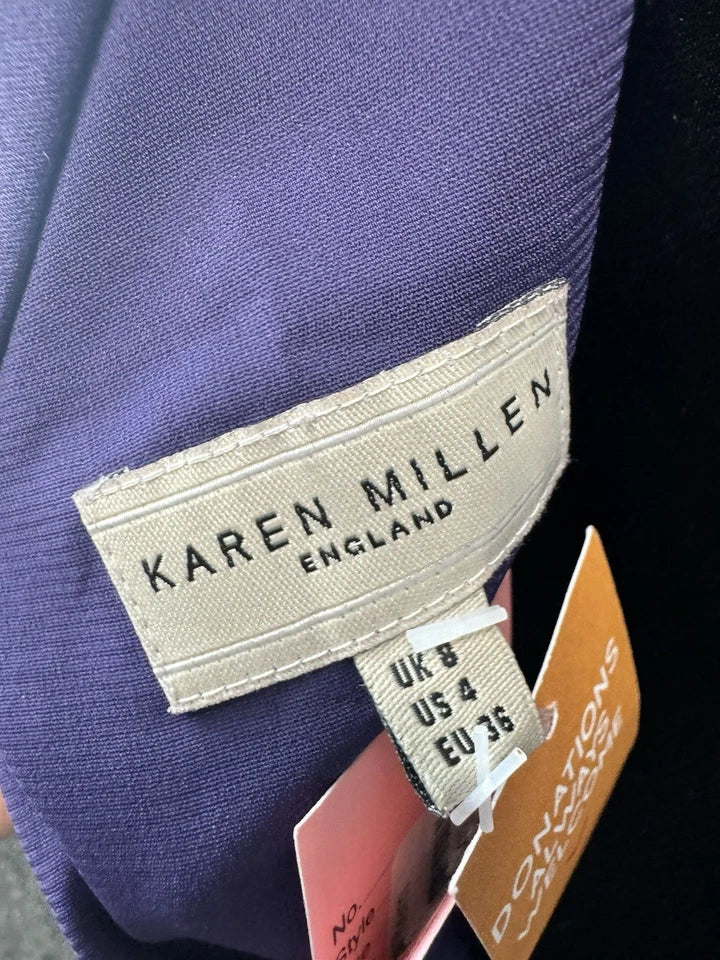 KAREN MILLEN
ENGLAND
UK 8
US 4
EU 36
DONATIONS
ALWAYS
WELCOME
No.
Style